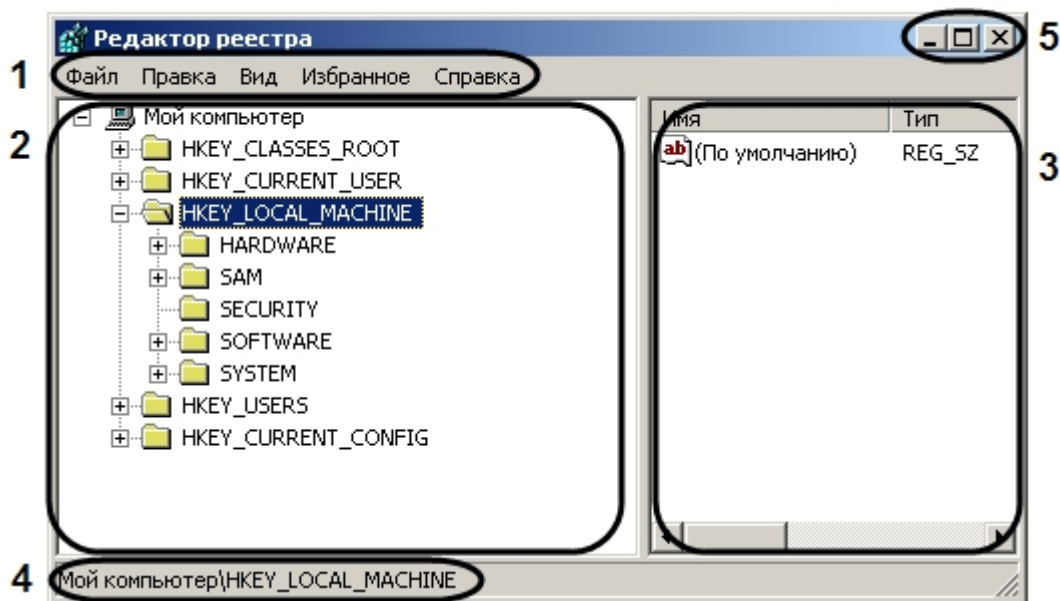 Редактор реестра
5
1
Файл Правка Вид Избранное Справка
2
Мой компьютер
HKEY_CLASSES_ROOT
HKEY_CURRENT_USER
HKEY_LOCAL_MACHINE
HARDWARE
SAM
SECURITY
SOFTWARE
SYSTEM
HKEY_USERS
HKEY_CURRENT_CONFIG
Имя Тип
ab (По умолчанию) REG_SZ
3
4
Мой компьютер\HKEY_LOCAL_MACHINE